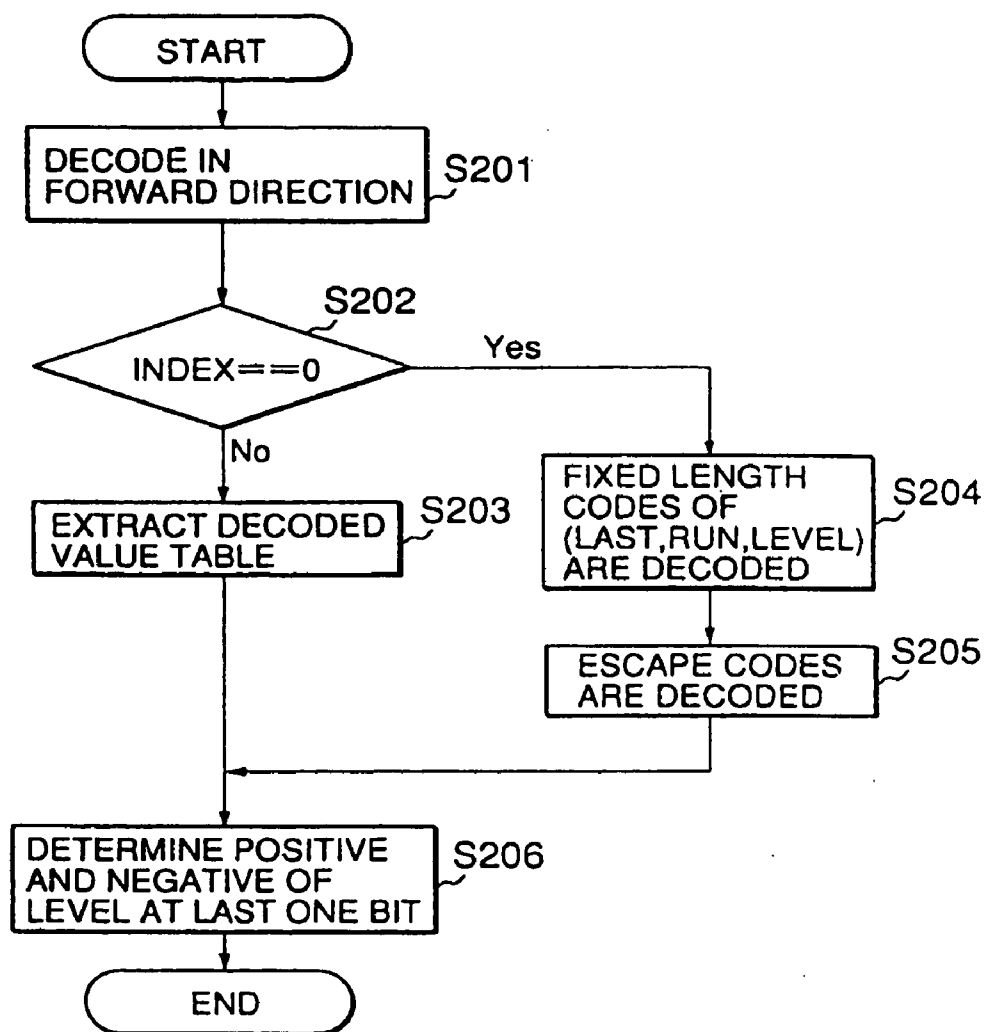 START
DECODE IN
FORWARD DIRECTION
S201
S202
INDEX==0
Yes
No
EXTRACT DECODED
VALUE TABLE
S203
FIXED LENGTH
CODES OF
(LAST,RUN,LEVEL)
ARE DECODED
S204
ESCAPE CODES
ARE DECODED
S205
DETERMINE POSITIVE
AND NEGATIVE OF
LEVEL AT LAST ONE BIT
S206
END